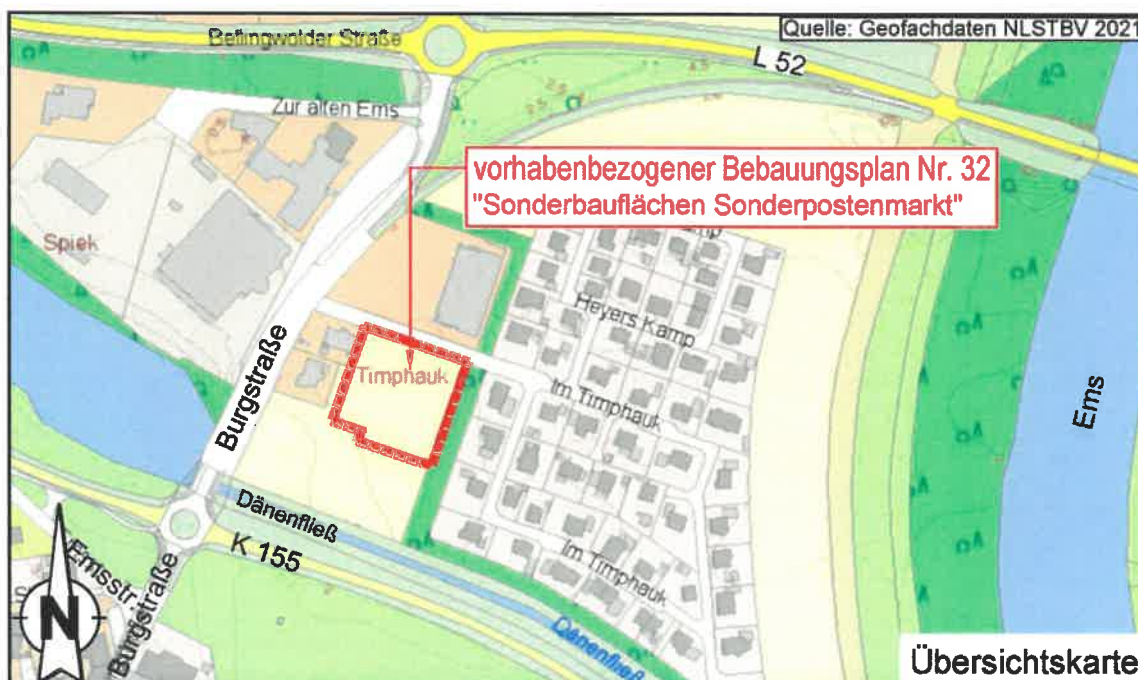 Quelle: Geofachdaten NLSTBV 2021
Bellingwolder Straße
L 52
Zur alten Ems
vorhabenbezogener Bebauungsplan Nr. 32
"Sonderbauflächen Sonderpostenmarkt"
Spiek
Heyers Kamp
Timphauk
Im Timphauk
Burgstraße
Ems
Dänenfließ
K 155
Emsstr.
Burgstraße
Im Timphauk
Dänenfließ
N
Übersichtskarte